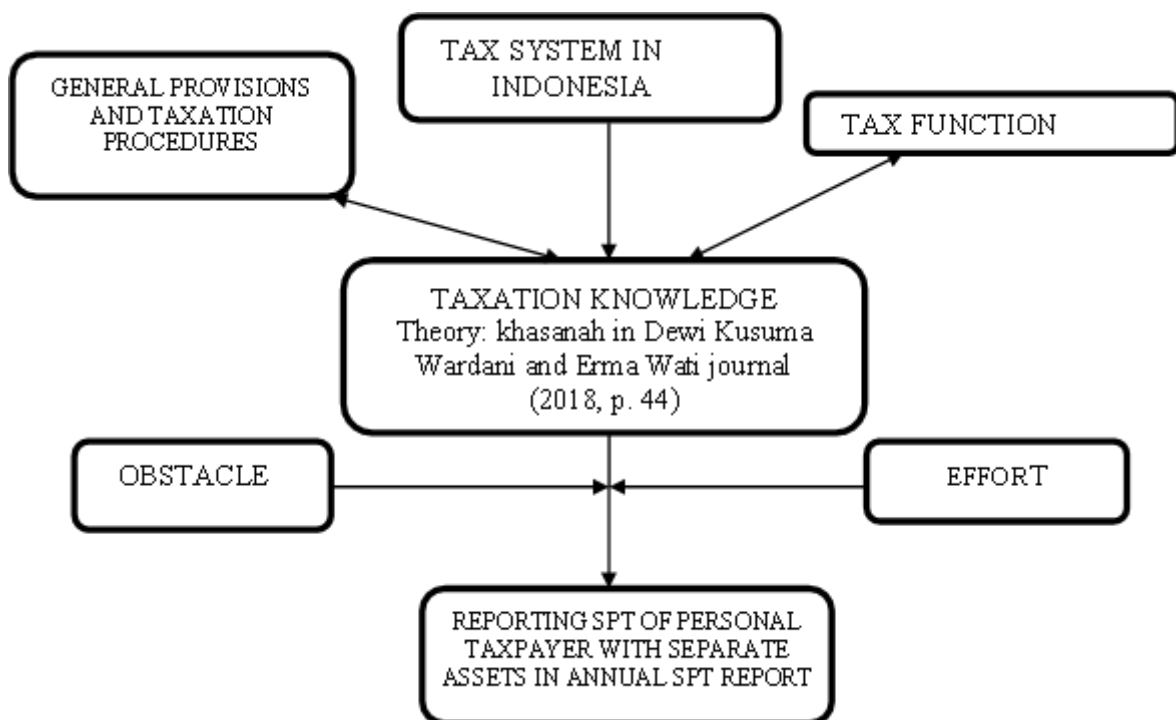 TAX SYSTEM IN
INDONESIA
GENERAL PROVISIONS
AND TAXATION
PROCEDURES
TAX FUNCTION
TAXATION KNOWLEDGE
Theory: khasanah in Dewi Kusuma
Wardani and Erma Wati journal
(2018, p. 44)
OBSTACLE
EFFORT
REPORTING SPT OF PERSONAL
TAXPAYER WITH SEPARATE
ASSETS IN ANNUAL SPT REPORT